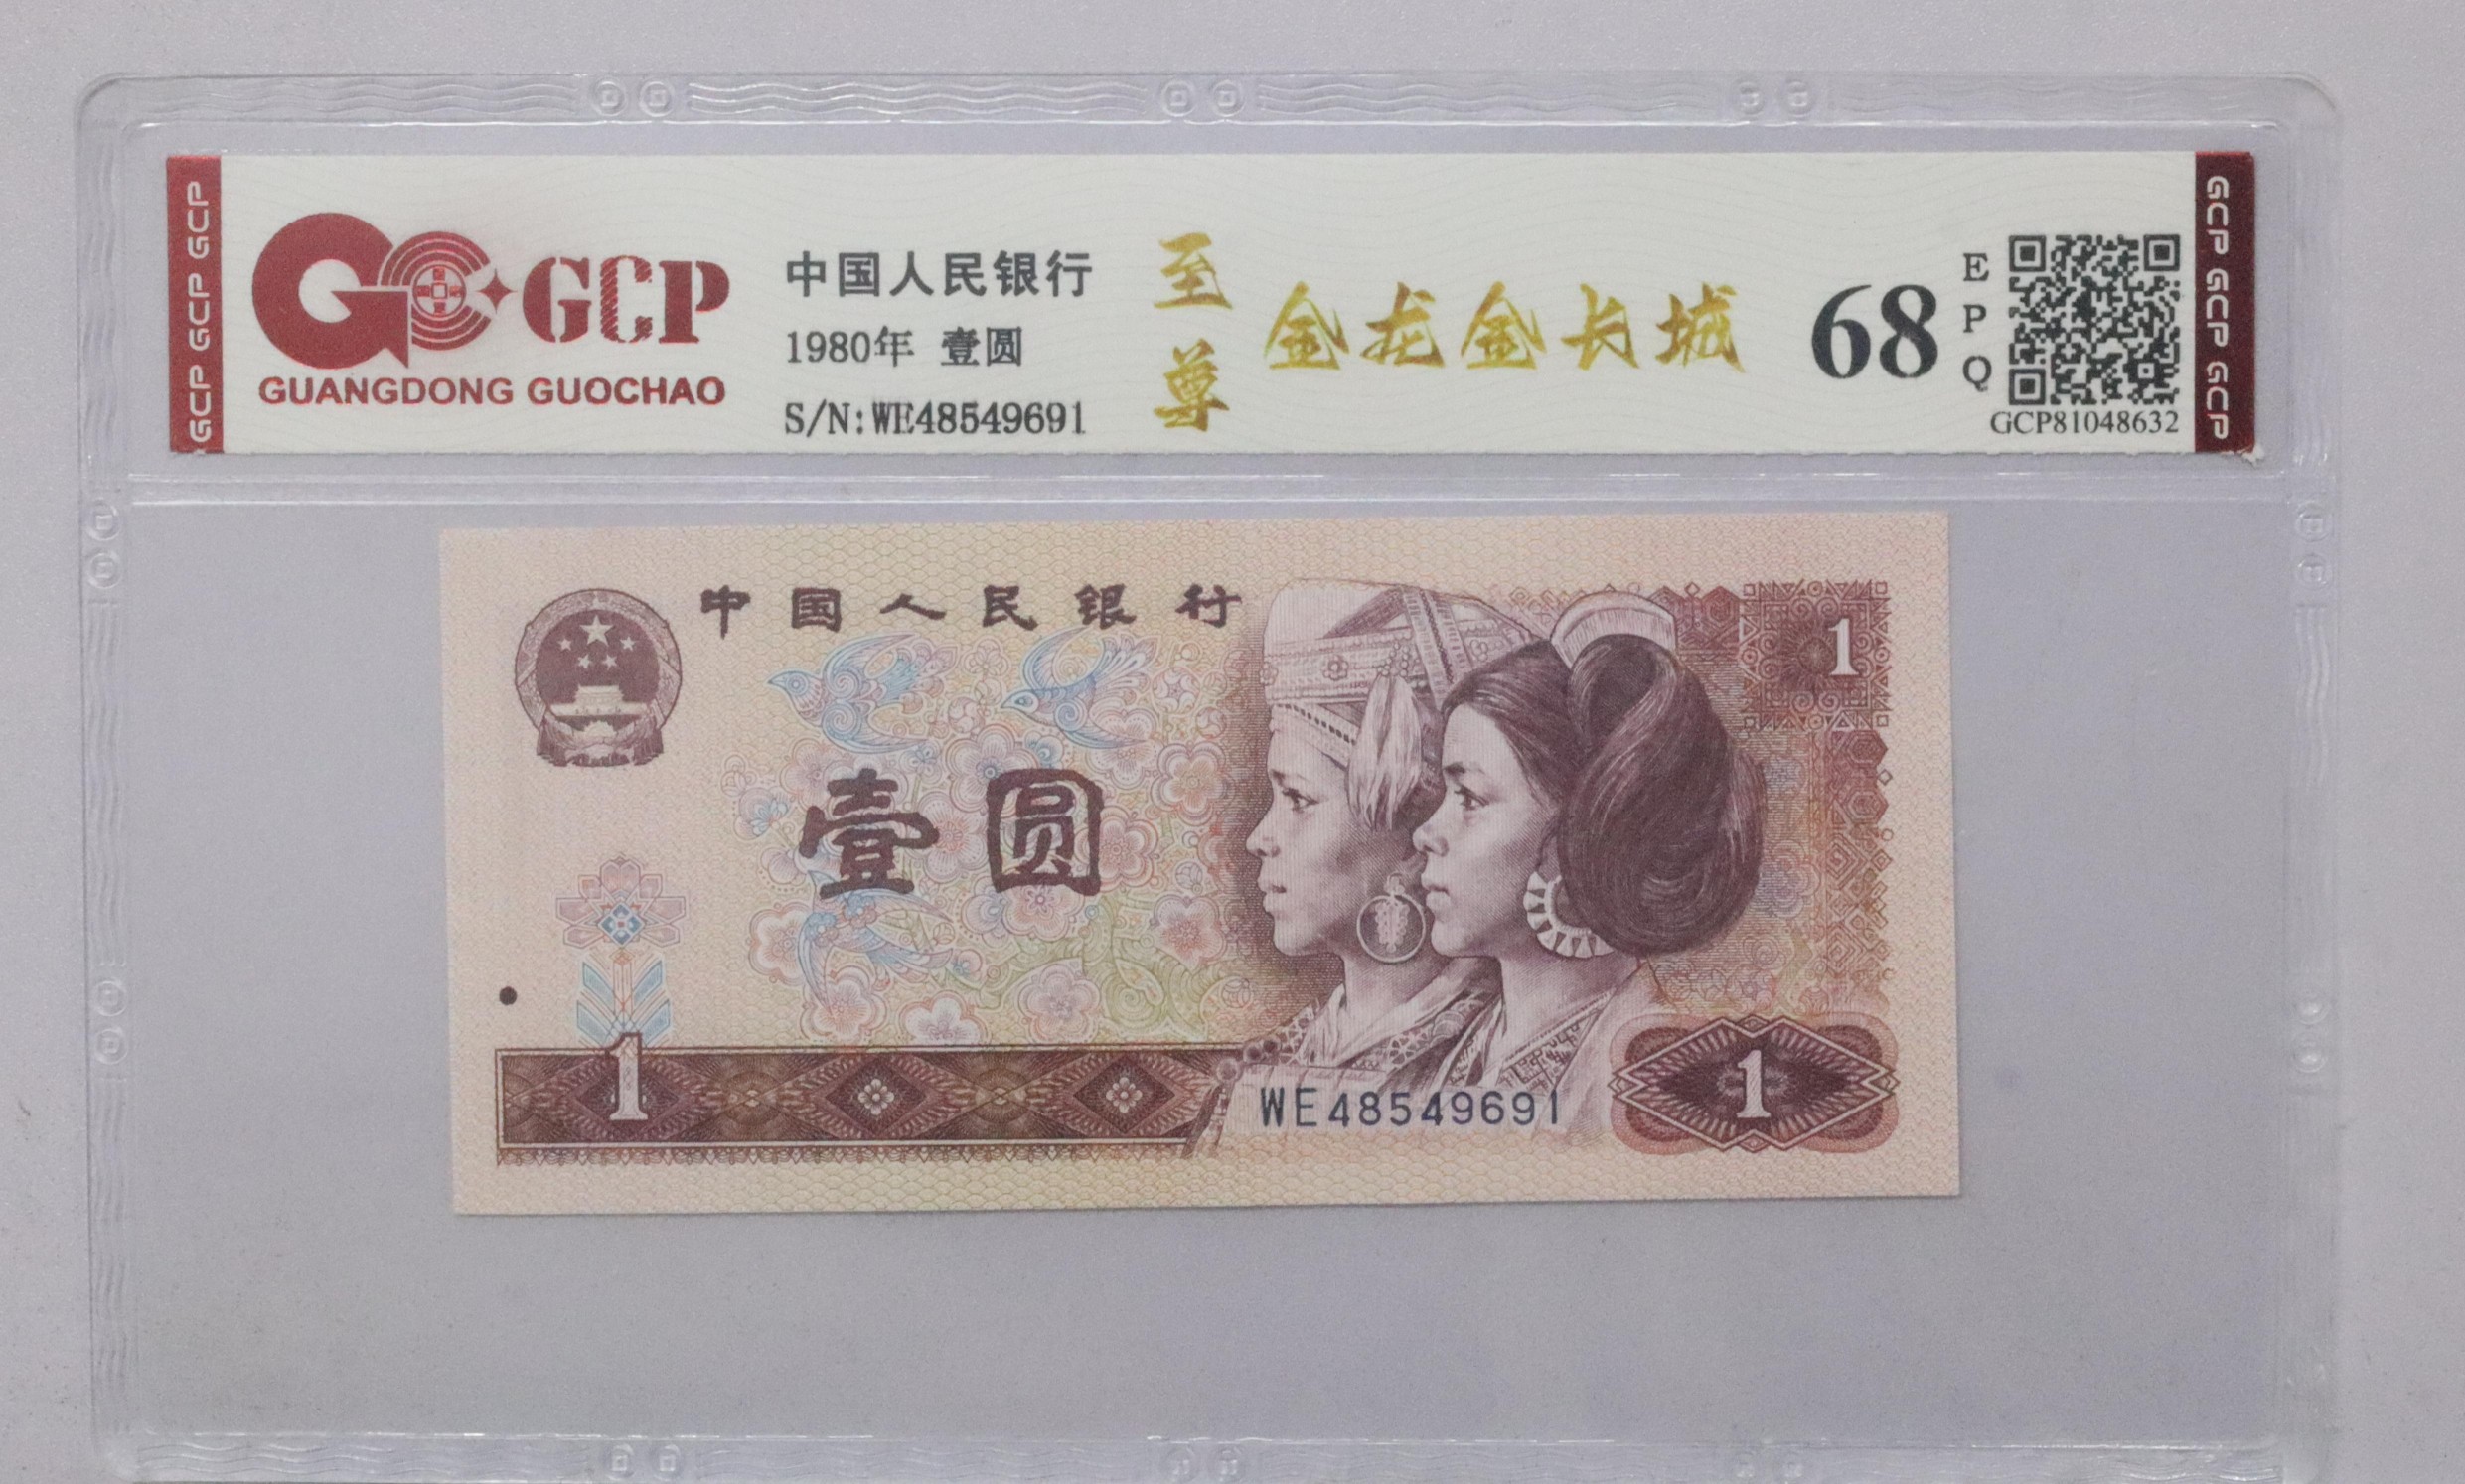 GCP GCP GCP
GCP
GUANGDONG GUOCHAO
中国人民银行
1980年 壹圆
S/N:WE48549691
至尊
金龙金长城
68
EPQ
GCP81048632
GCP GCP GCP
中国人民银行
1
壹圆
1
WE48549691
1